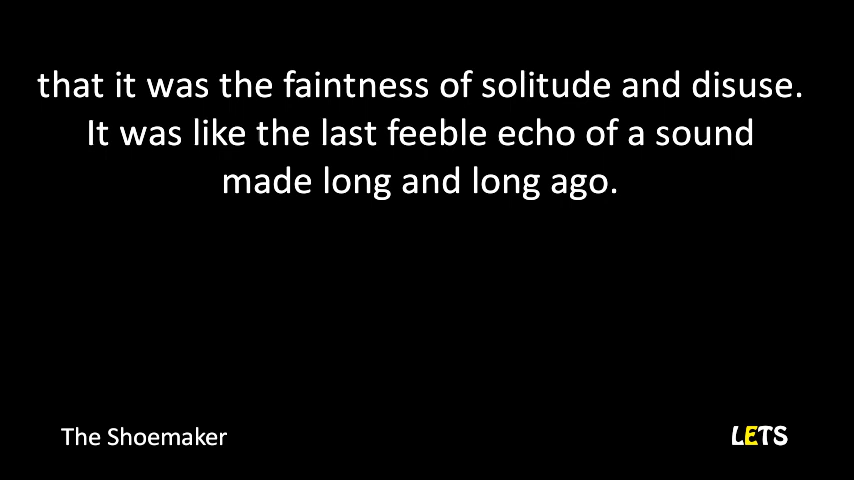 that it was the faintness of solitude and disuse.
It was like the last feeble echo of a sound
made long and long ago.
The Shoemaker
LETS